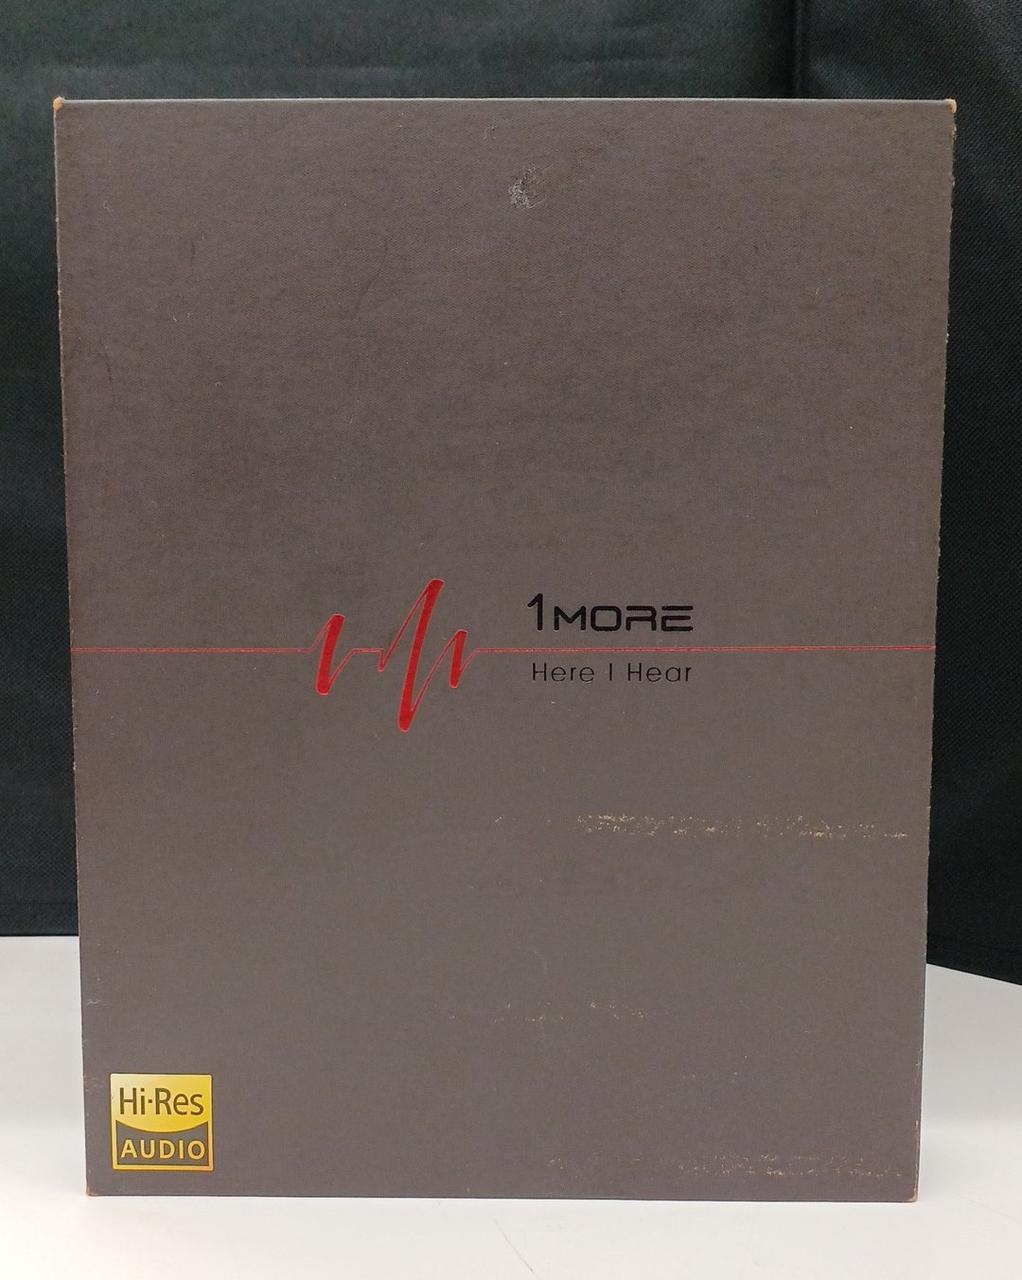 1MORE
Here I Hear
Hi-Res
AUDIO